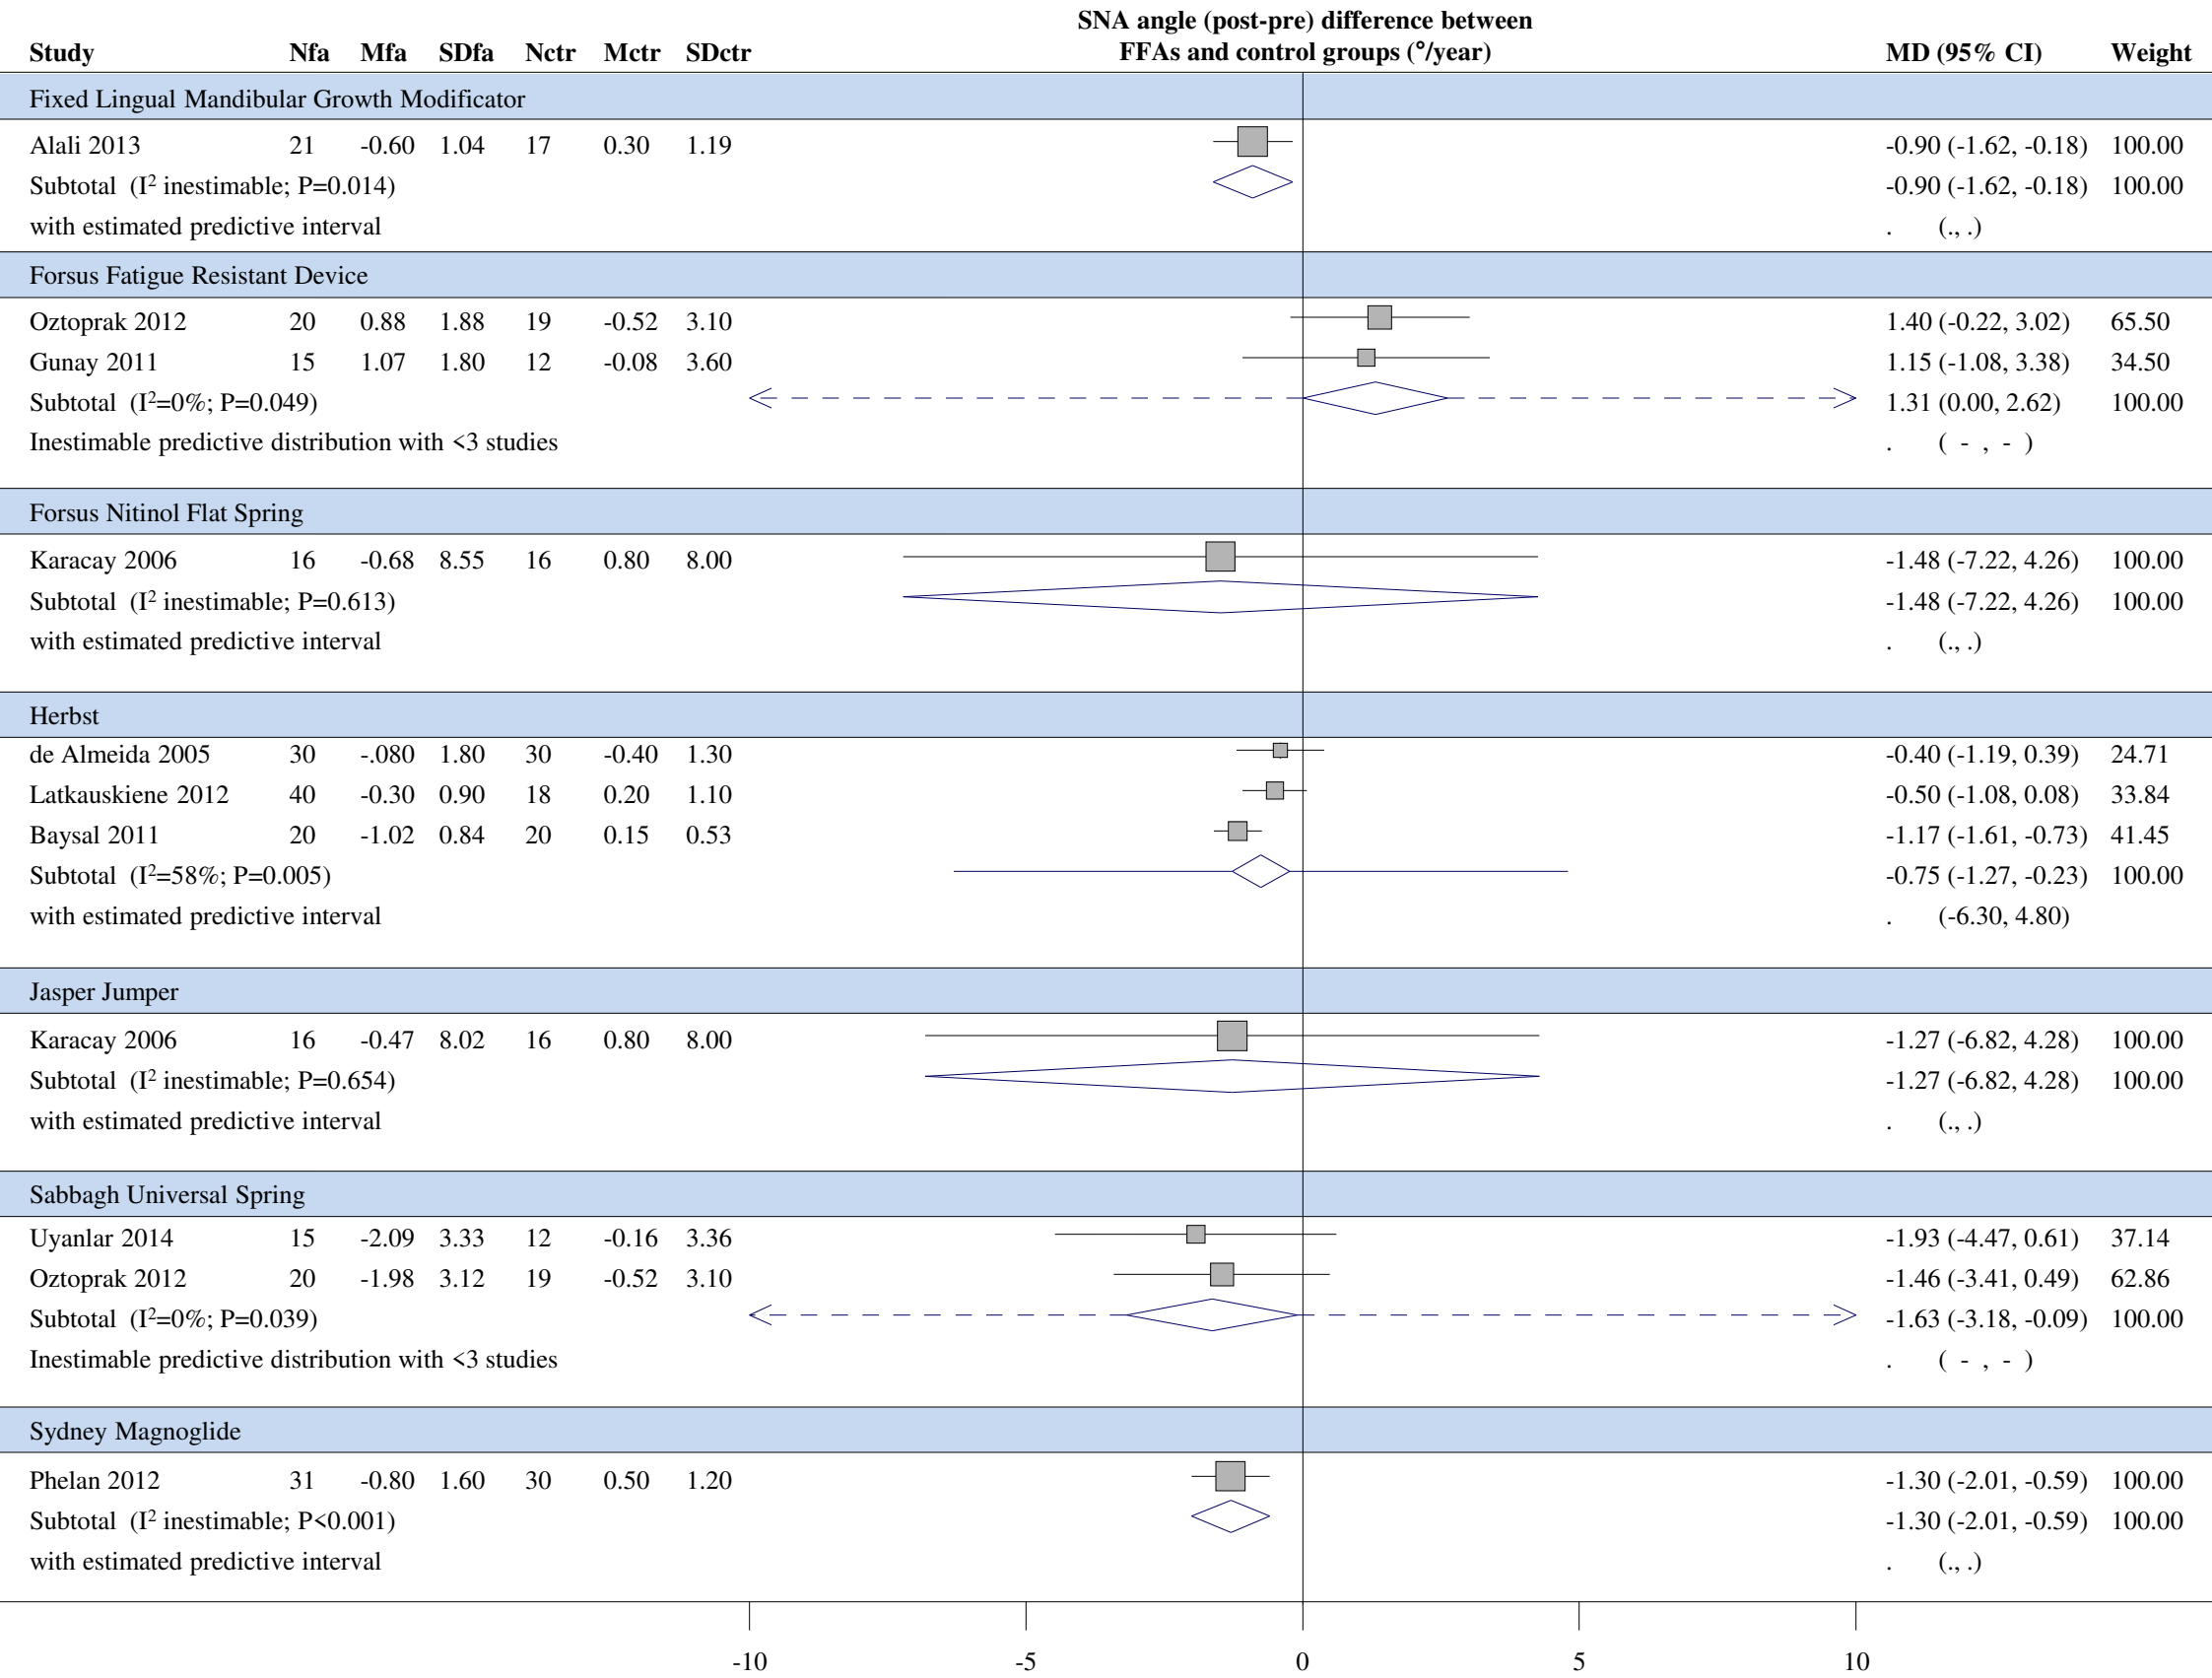 SNA angle (post-pre) difference between
Study Nfa Mfa SDfa Nctr Mctr SDctr FFAs and control groups (°/year) MD (95% CI) Weight
Fixed Lingual Mandibular Growth Modificator
Alali 2013 21 -0.60 1.04 17 0.30 1.19 -0.90 (-1.62, -0.18) 100.00
Subtotal (I² inestimable; P=0.014) -0.90 (-1.62, -0.18) 100.00
with estimated predictive interval . (., .)
Forsus Fatigue Resistant Device
Oztoprak 2012 20 0.88 1.88 19 -0.52 3.10 1.40 (-0.22, 3.02) 65.50
Gunay 2011 15 1.07 1.80 12 -0.08 3.60 1.15 (-1.08, 3.38) 34.50
Subtotal (I²=0%; P=0.049) 1.31 (0.00, 2.62) 100.00
Inestimable predictive distribution with <3 studies . ( - , - )
Forsus Nitinol Flat Spring
Karacay 2006 16 -0.68 8.55 16 0.80 8.00 -1.48 (-7.22, 4.26) 100.00
Subtotal (I² inestimable; P=0.613) -1.48 (-7.22, 4.26) 100.00
with estimated predictive interval . (., .)
Herbst
de Almeida 2005 30 -.080 1.80 30 -0.40 1.30 -0.40 (-1.19, 0.39) 24.71
Latkauskiene 2012 40 -0.30 0.90 18 0.20 1.10 -0.50 (-1.08, 0.08) 33.84
Baysal 2011 20 -1.02 0.84 20 0.15 0.53 -1.17 (-1.61, -0.73) 41.45
Subtotal (I²=58%; P=0.005) -0.75 (-1.27, -0.23) 100.00
with estimated predictive interval . (-6.30, 4.80)
Jasper Jumper
Karacay 2006 16 -0.47 8.02 16 0.80 8.00 -1.27 (-6.82, 4.28) 100.00
Subtotal (I² inestimable; P=0.654) -1.27 (-6.82, 4.28) 100.00
with estimated predictive interval . (., .)
Sabbagh Universal Spring
Uyanlar 2014 15 -2.09 3.33 12 -0.16 3.36 -1.93 (-4.47, 0.61) 37.14
Oztoprak 2012 20 -1.98 3.12 19 -0.52 3.10 -1.46 (-3.41, 0.49) 62.86
Subtotal (I²=0%; P=0.039) -1.63 (-3.18, -0.09) 100.00
Inestimable predictive distribution with <3 studies . ( - , - )
Sydney Magnoglide
Phelan 2012 31 -0.80 1.60 30 0.50 1.20 -1.30 (-2.01, -0.59) 100.00
Subtotal (I² inestimable; P<0.001) -1.30 (-2.01, -0.59) 100.00
with estimated predictive interval . (., .)
-10 -5 0 5 10